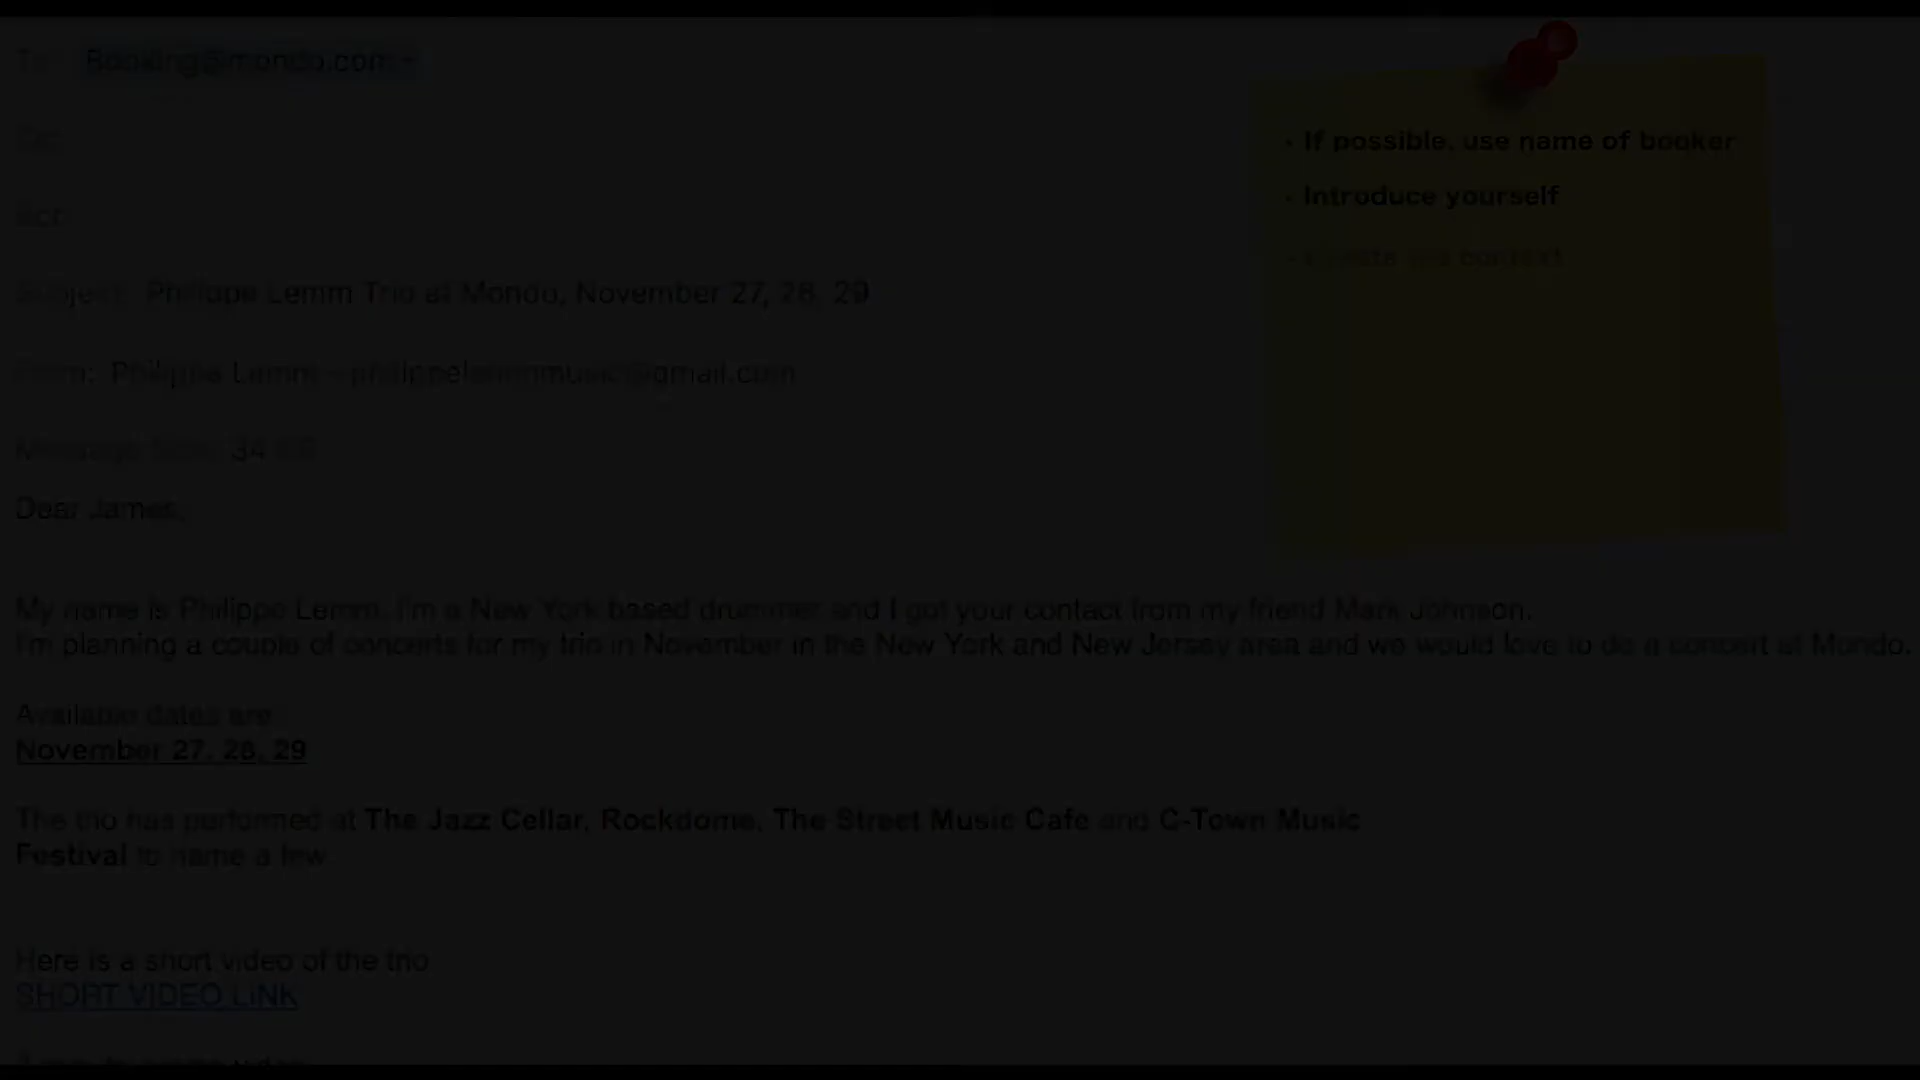 To: Booking@mondo.com
Cc:
Bcc:
Subject: Philippe Lemm Trio at Mondo, November 27, 28, 29
From: Philippe Lemm - philippelemmmusic@gmail.com
Message Size: 34 KB
Dear James,
My name is Philippe Lemm. I'm a New York based drummer and I got your contact from my friend Mark Johnson.
I'm planning a couple of concerts for my trio in November in the New York and New Jersey area and we would love to do a concert at Mondo.
Available dates are
November 27, 28, 29
The trio has performed at The Jazz Cellar, Rockdome, The Street Music Cafe and C-Town Music
Festival to name a few.
Here is a short video of the trio
SHORT VIDEO LINK
- If possible, use name of booker
- Introduce yourself